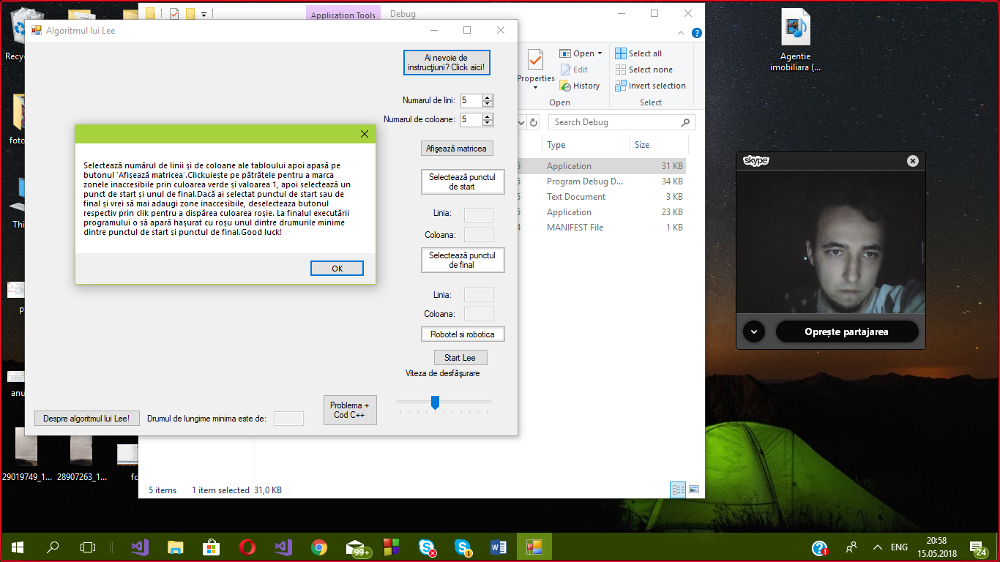 Application Tools
Debug
Algoritmul lui Lee
Recy
Ai nevoie de
instrucţiuni? Click aici!
Properties
Open
Edit
History
Open
Select all
Select none
Invert selection
Select
Numarul de lini:
5
Numarul de coloane:
5
Search Debug
Afişează matricea
Type
Size
Selectează numărul de linii și de coloane ale tabloului apoi apasă pe
butonul 'Afișează matricea'.Clickuiește pe pătrățele pentru a marca
zonele inaccesibile prin culoarea verde și valoarea 1, apoi selectează un
punct de start și unul de final.Dacă ai selectat punctul de start sau de
final și vrei să mai adaugi zone inaccesibile, deselecteaza butonul
respectiv prin clik pentru a dispărea culoarea roșie. La finalul executării
programului o să apară hașurat cu roșu unul dintre drumurile minime
dintre punctul de start și punctul de final.Good luck!
OK
Application
31 KB
Program Debug D...
34 KB
Text Document
3 KB
Application
23 KB
MANIFEST File
1 KB
Selectează punctul
de start
Linia:
Coloana:
Selectează punctul
de final
Linia:
Coloana:
Robotel si robotica
Start Lee
Viteza de desfăşurare
Problema +
Cod C++
Despre algoritmul lui Lee!
Drumul de lungime minima este de:
foto
Thi
p
anu
29019749_1...
28907263_1...
fc
5 items
1 item selected
31,0 KB
Agentie
imobiliara (...
skype
Oprește partajarea
99+
1
ENG
20:58
15.05.2018
24